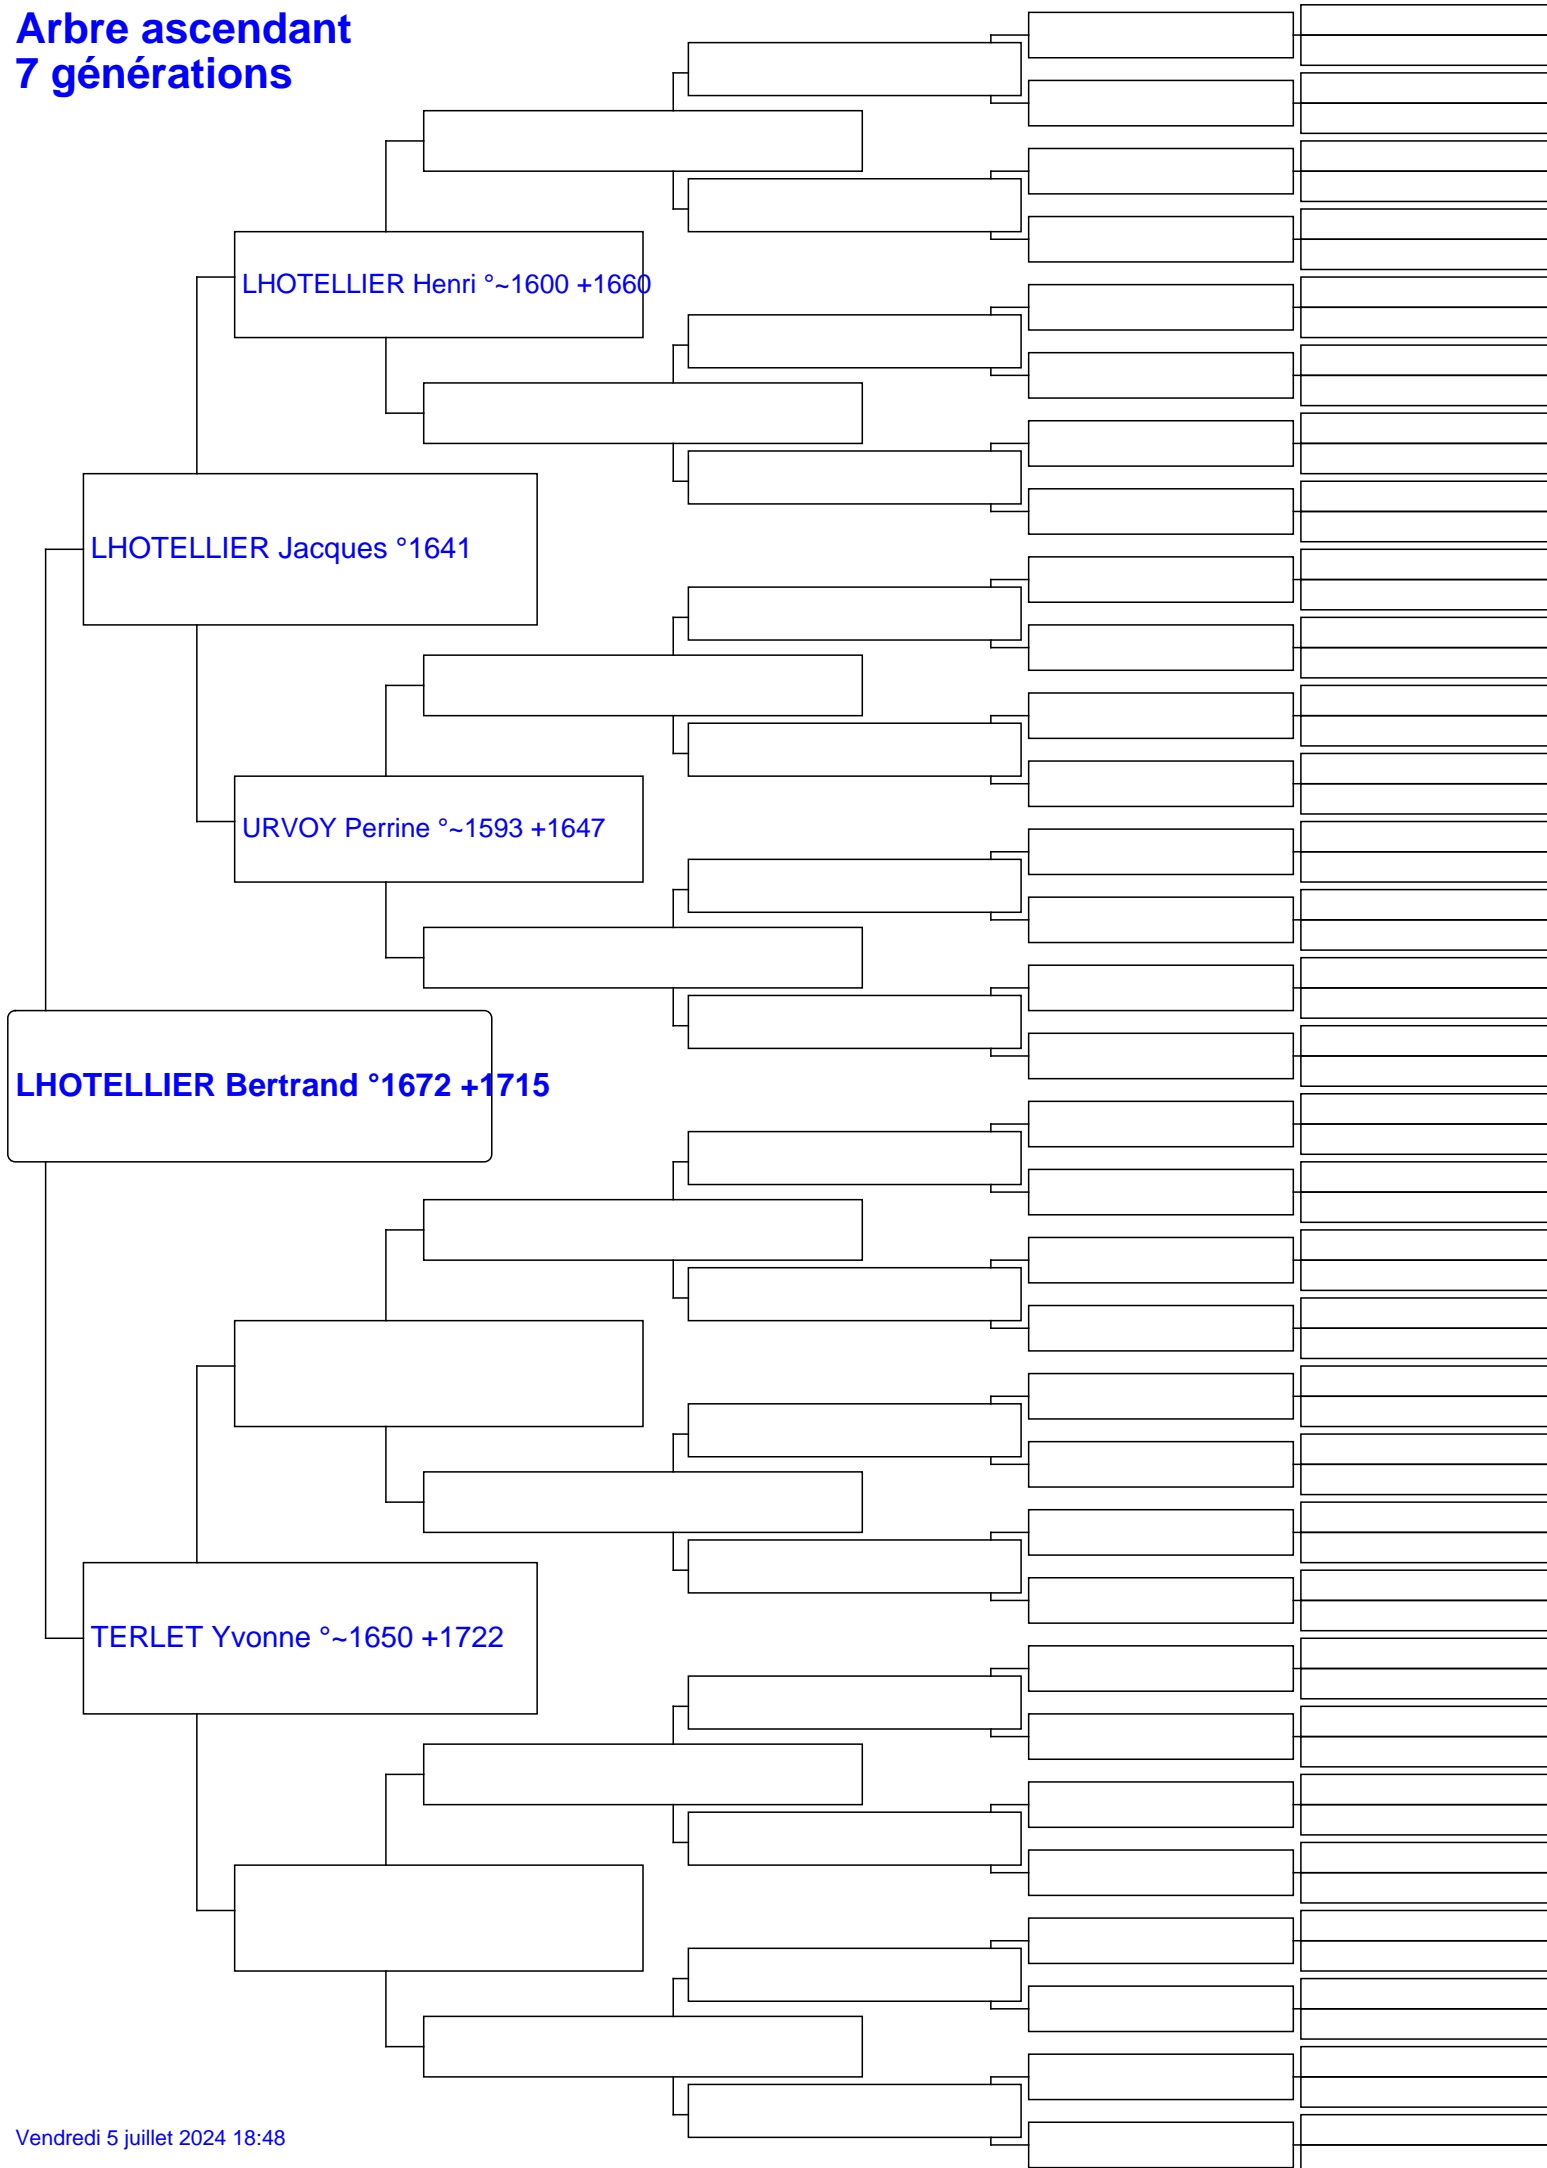 Arbre ascendant
7 générations
LHOTELLIER Henri °~1600 +1660
LHOTELLIER Jacques °1641
URVOY Perrine °~1593 +1647
LHOTELLIER Bertrand °1672 +1715
TERLET Yvonne °~1650 +1722
Vendredi 5 juillet 2024 18:48